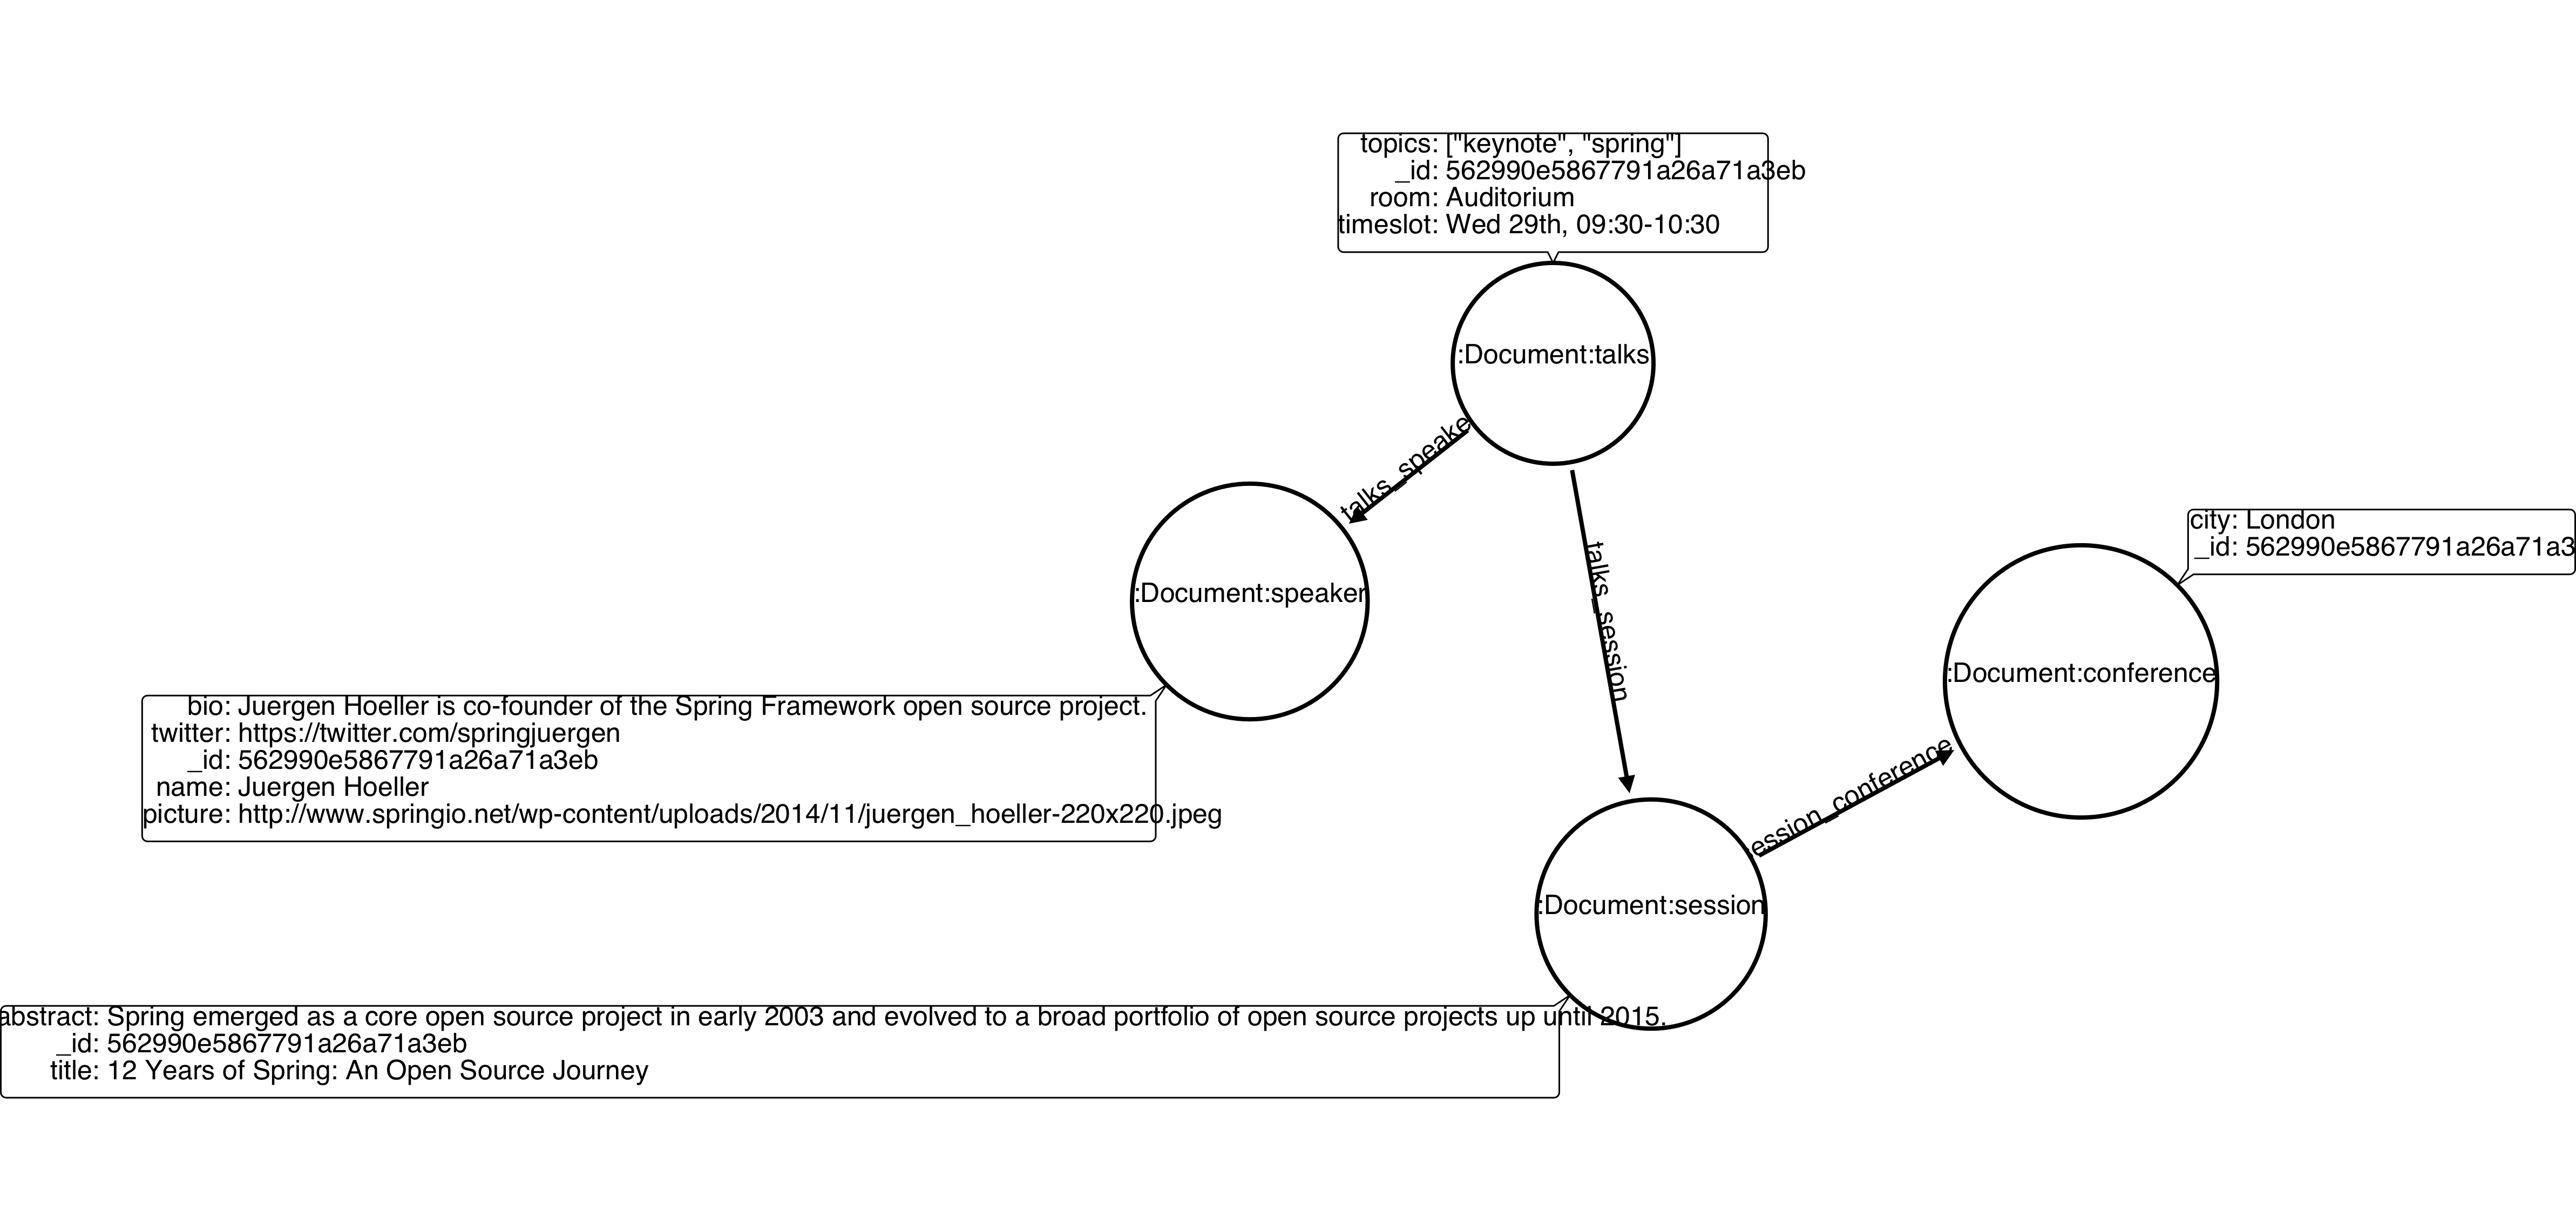 topics: ["keynote", "spring"]
_id: 562990e5867791a26a71a3eb
room: Auditorium
timeslot: Wed 29th, 09:30-10:30
:Document:talks
talks_speake
:Document:speaker
talks_session
city: London
_id: 562990e5867791a26a71a3
:Document:conference
bio: Juergen Hoeller is co-founder of the Spring Framework open source project.
twitter: https://twitter.com/springjuergen
_id: 562990e5867791a26a71a3eb
name: Juergen Hoeller
picture: http://www.springio.net/wp-content/uploads/2014/11/juergen_hoeller-220x220.jpeg
ession_conference
:Document:session
abstract: Spring emerged as a core open source project in early 2003 and evolved to a broad portfolio of open source projects up until 2015.
_id: 562990e5867791a26a71a3eb
title: 12 Years of Spring: An Open Source Journey